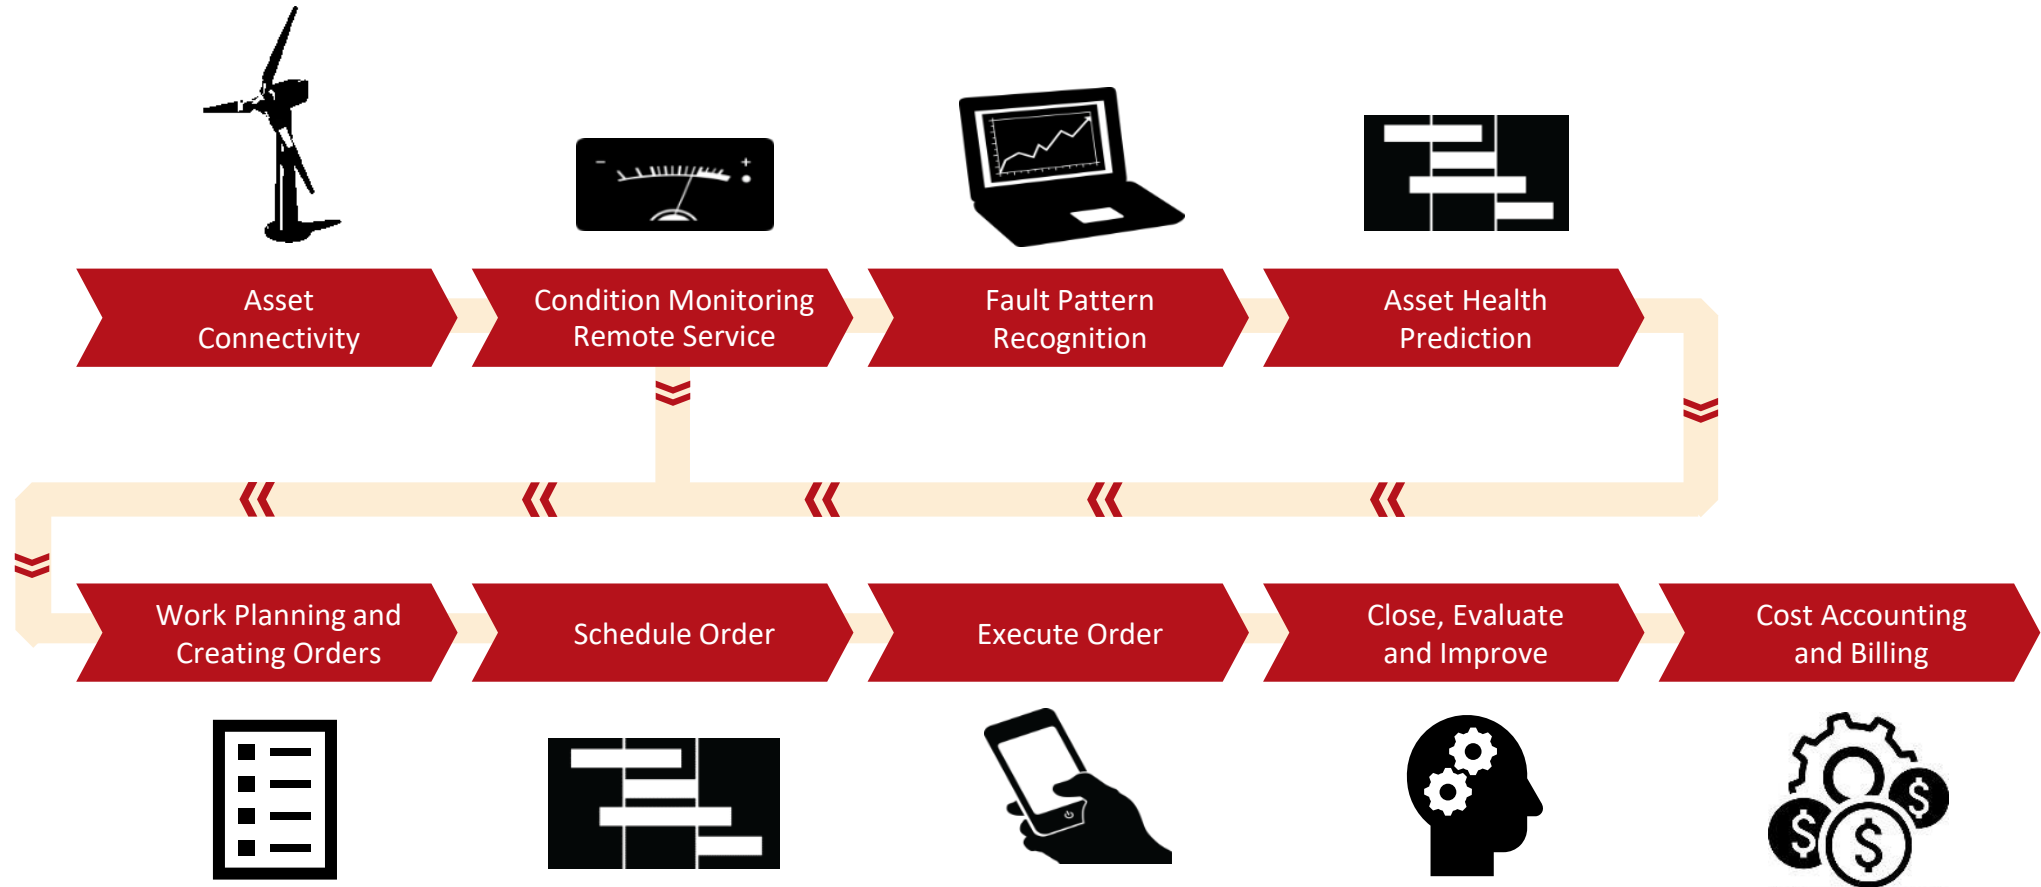 Asset
Connectivity
Condition Monitoring
Remote Service
Fault Pattern
Recognition
Asset Health
Prediction
Work Planning and
Creating Orders
Schedule Order
Execute Order
Close, Evaluate
and Improve
Cost Accounting
and Billing